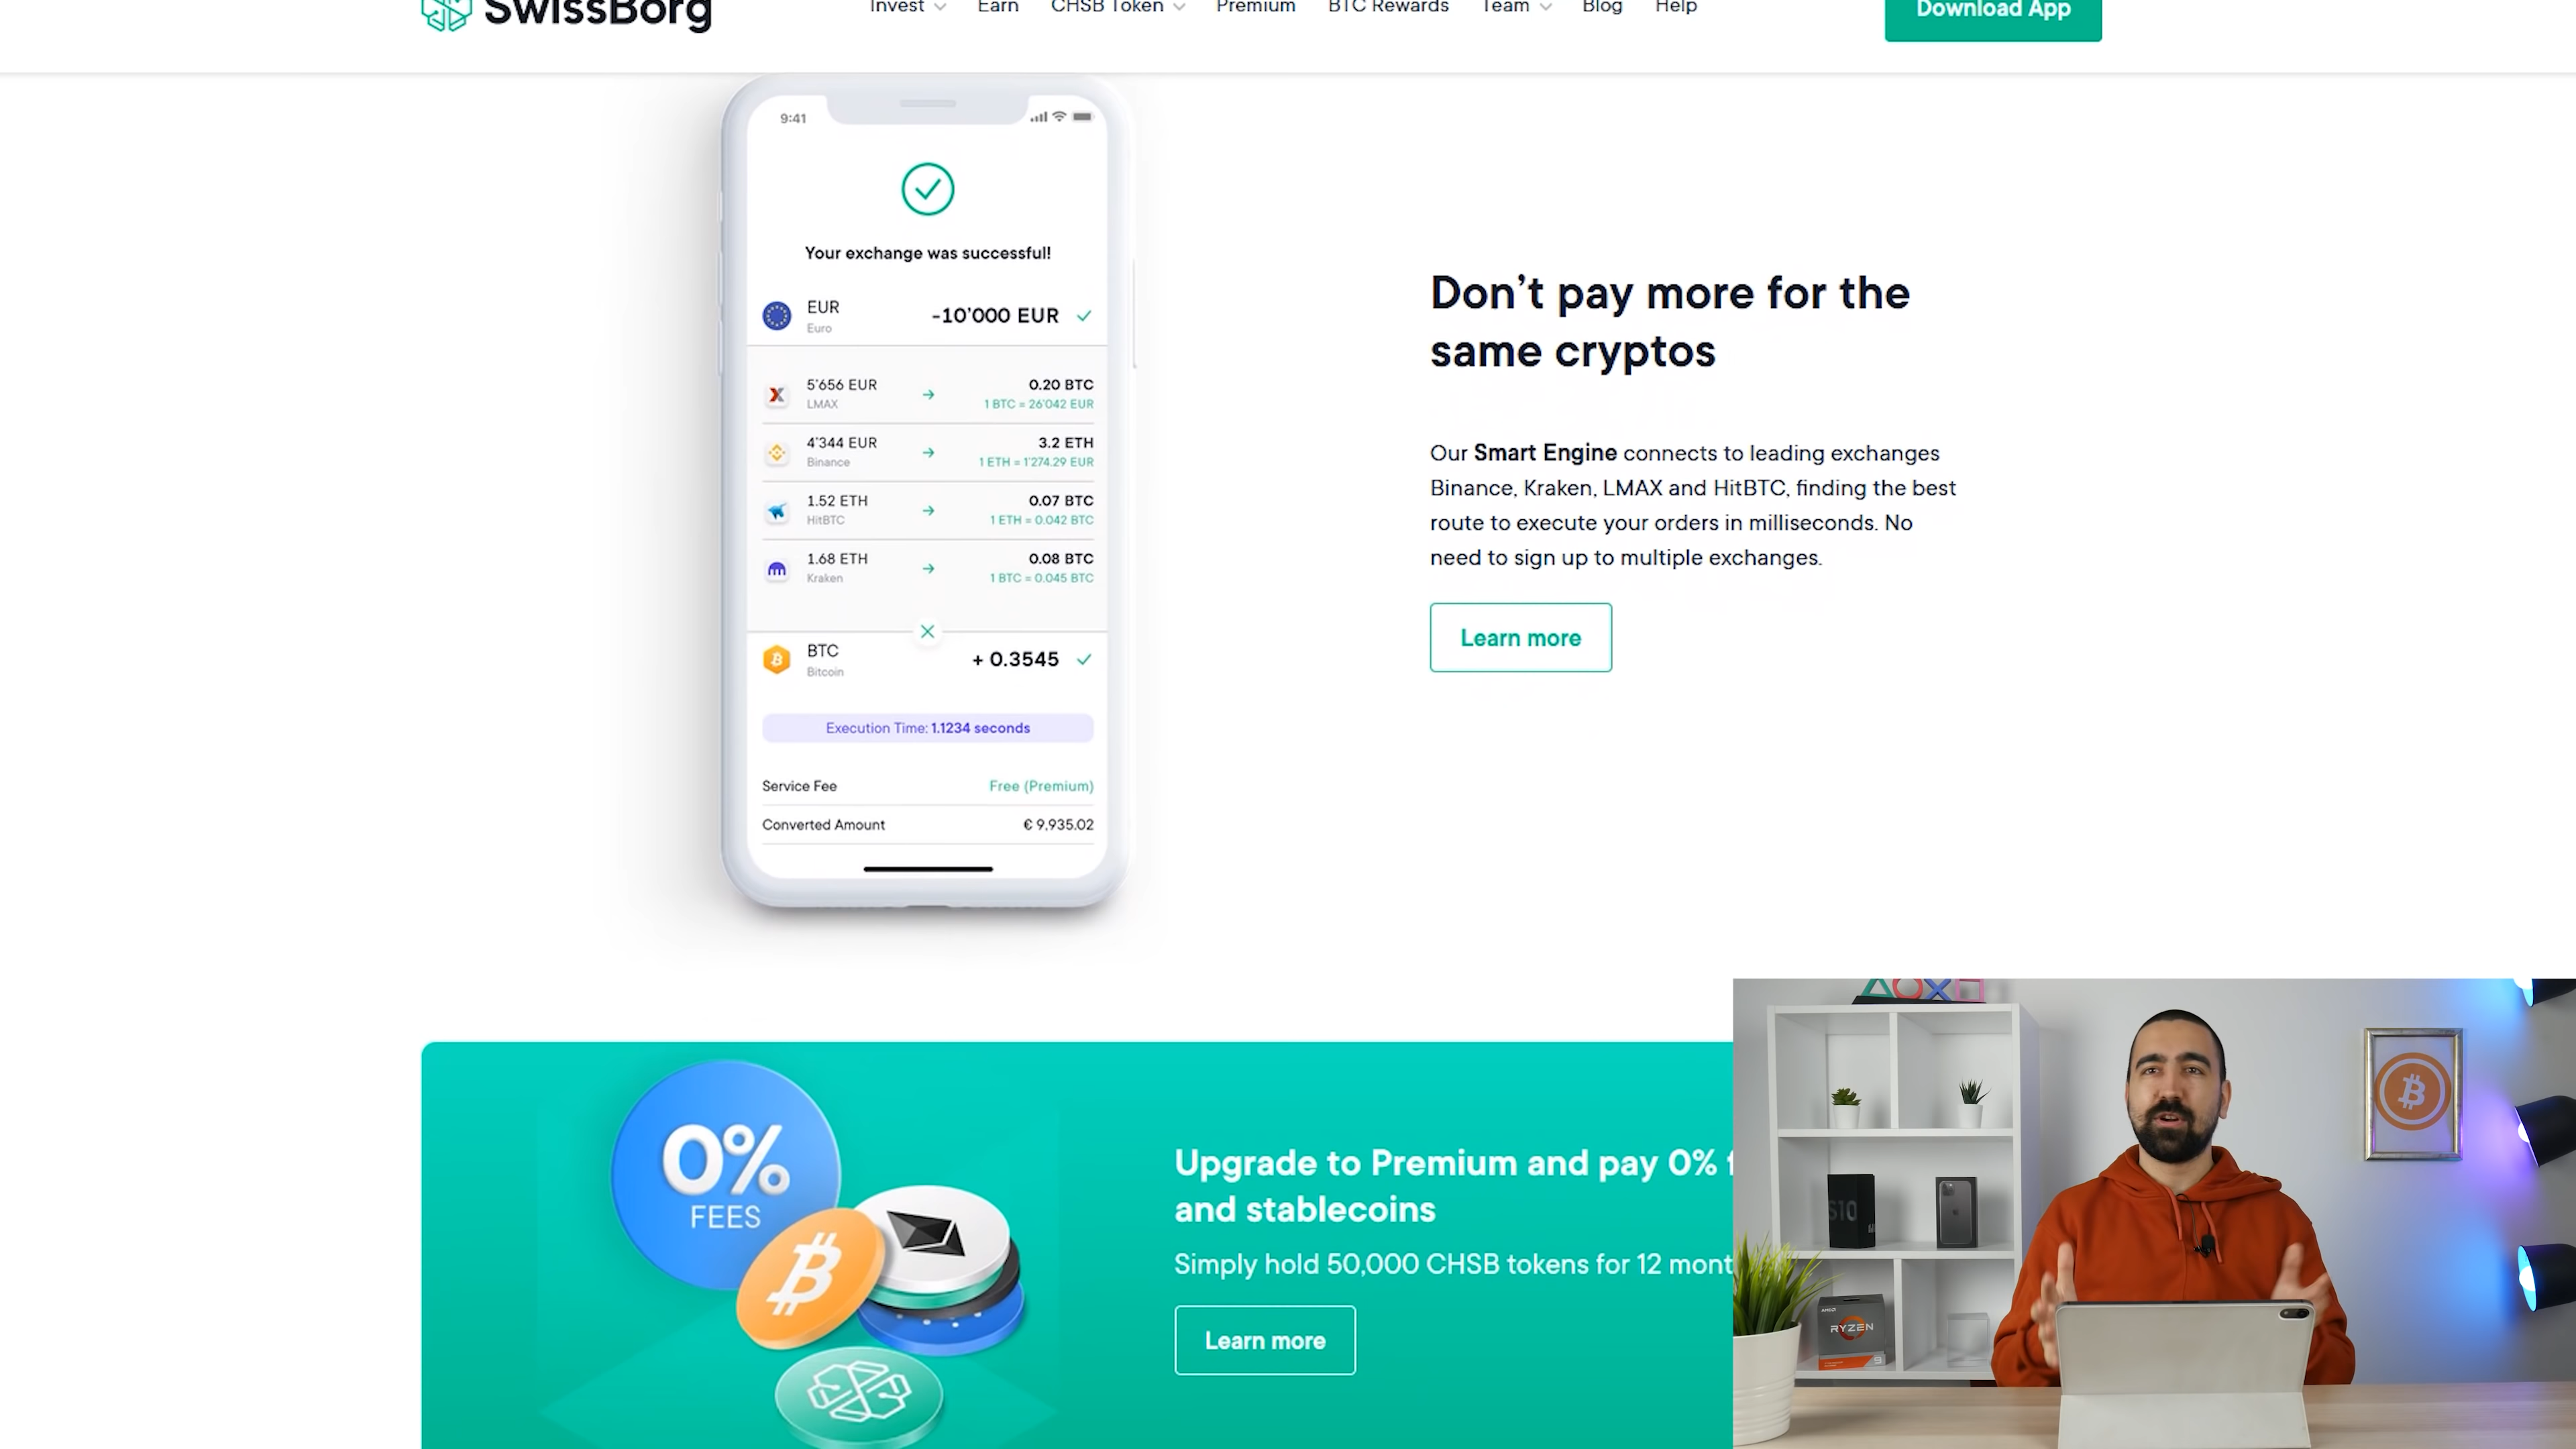 SwissBorg
Invest Earn CHSB Token Premium BTC Rewards Team Blog Help
Download App
9:41
Your exchange was successful!
EUR
Euro
-10'000 EUR
5'656 EUR
LMAX
0.20 BTC
1 BTC = 26'042 EUR
4'344 EUR
Binance
3.2 ETH
1 ETH = 1'274.29 EUR
1.52 ETH
HitBTC
0.07 BTC
1 ETH = 0.042 BTC
1.68 ETH
Kraken
0.08 BTC
1 BTC = 0.045 BTC
BTC
Bitcoin
+ 0.3545
Execution Time: 1.1234 seconds
Service Fee
Free (Premium)
Converted Amount
€ 9,935.02
Don't pay more for the
same cryptos
Our Smart Engine connects to leading exchanges
Binance, Kraken, LMAX and HitBTC, finding the best
route to execute your orders in milliseconds. No
need to sign up to multiple exchanges.
Learn more
0%
FEES
Upgrade to Premium and pay 0%
and stablecoins
Simply hold 50,000 CHSB tokens for 12 mont
Learn more
S10
AMD
RYZEN
9